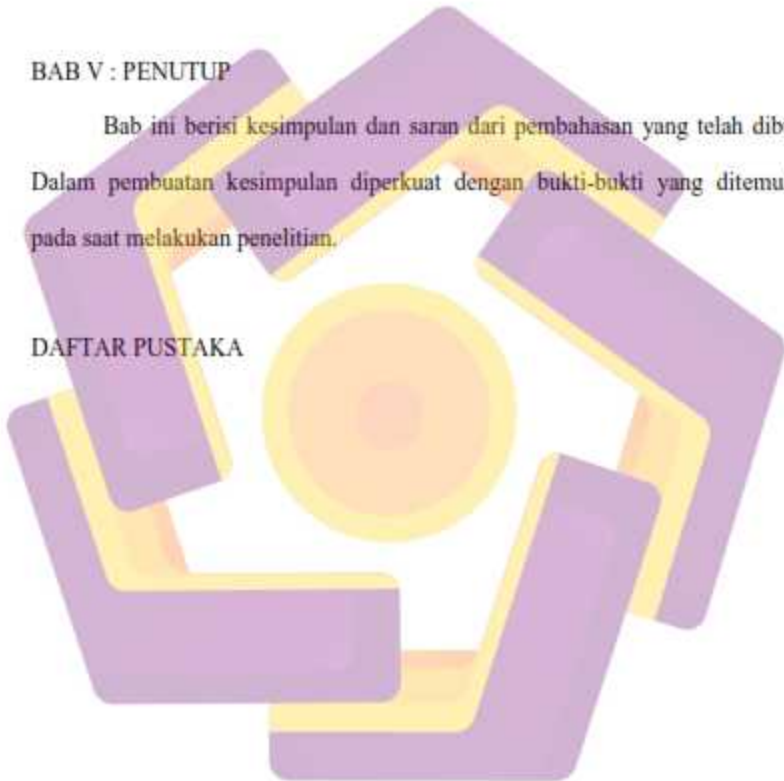 BAB V : PENUTUP
Bab ini berisi kesimpulan dan saran dari pembahasan yang telah dib
Dalam pembuatan kesimpulan diperkuat dengan bukti-bukti yang ditemu
pada saat melakukan penelitian.
DAFTAR PUSTAKA